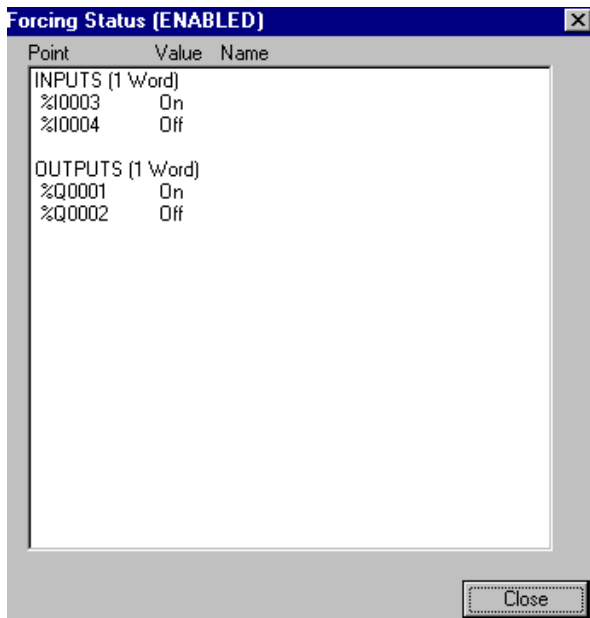 Forcing Status (ENABLED)
Point Value Name
INPUTS (1 Word)
%I0003 On
%I0004 Off
OUTPUTS (1 Word)
%Q0001 On
%Q0002 Off
Close